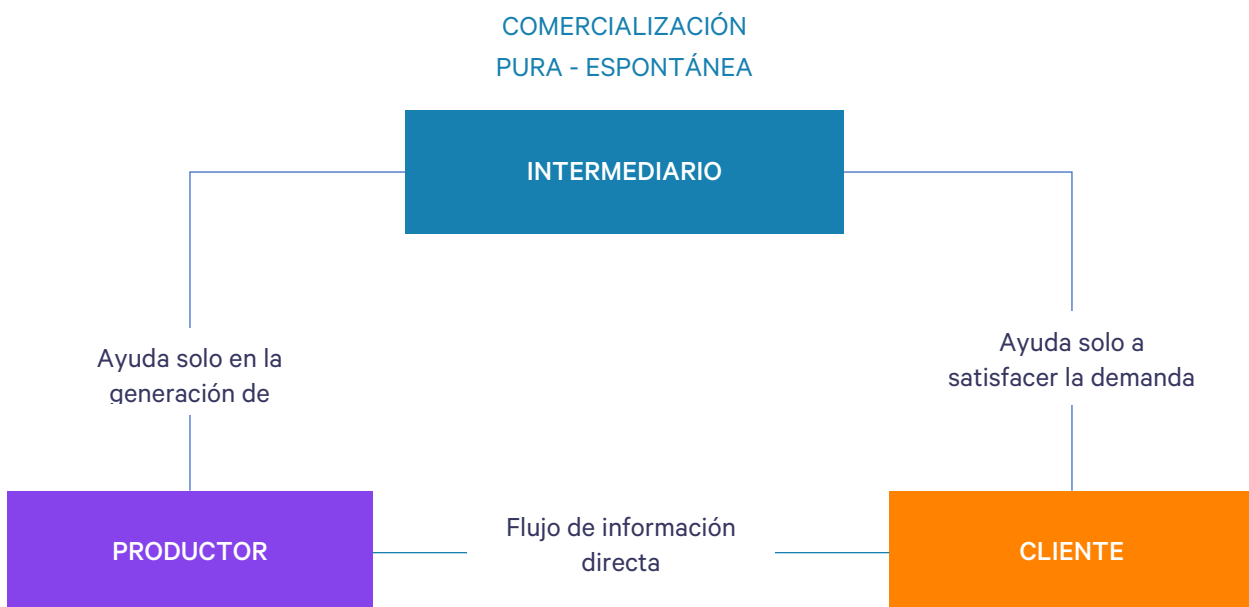 COMERCIALIZACIÓN
PURA - ESPONTÁNEA
INTERMEDIARIO
Ayuda solo en la
generación de
Ayuda solo a
satisfacer la demanda
PRODUCTOR
Flujo de información
directa
CLIENTE